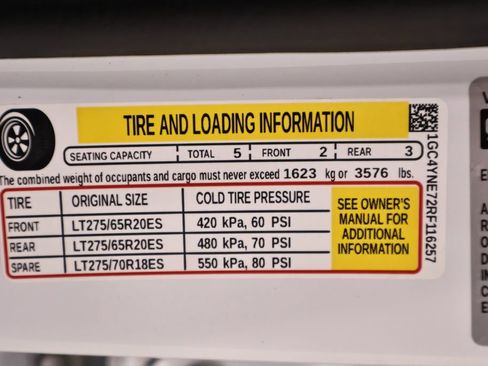 TIRE AND LOADING INFORMATION
SEATING CAPACITY TOTAL 5 FRONT 2 REAR 3
The combined weight of occupants and cargo must never exceed 1623 kg or 3576 lbs.
TIRE ORIGINAL SIZE COLD TIRE PRESSURE
FRONT LT275/65R20ES 420 kPa, 60 PSI
REAR LT275/65R20ES 480 kPa, 70 PSI
SPARE LT275/70R18ES 550 kPa, 80 PSI
SEE OWNER'S
MANUAL FOR
ADDITIONAL
INFORMATION
1GC4YNE72RF116257